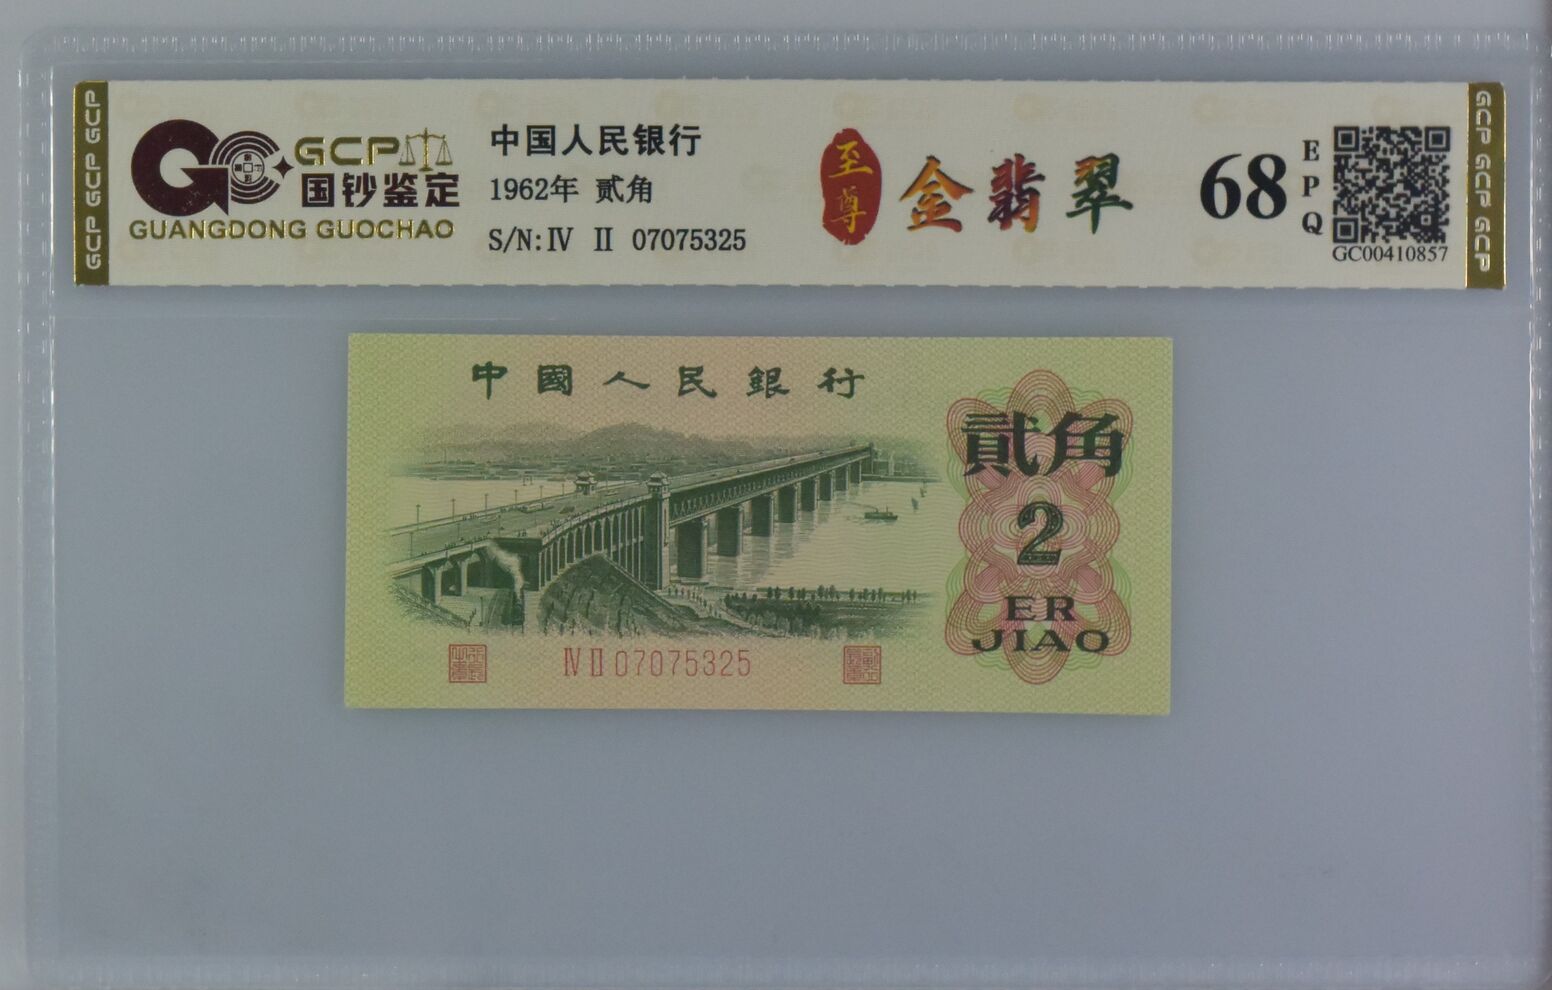 GCP GCP GCP
GCP
国钞鉴定
GUANGDONG GUOCHAO
中国人民银行
1962年 贰角
S/N: IV II 07075325
至尊
金翡翠
68
EPQ
GC00410857
GCP GCP GCP
中國人民銀行
貳角
2
ER
JIAO
IV II 07075325